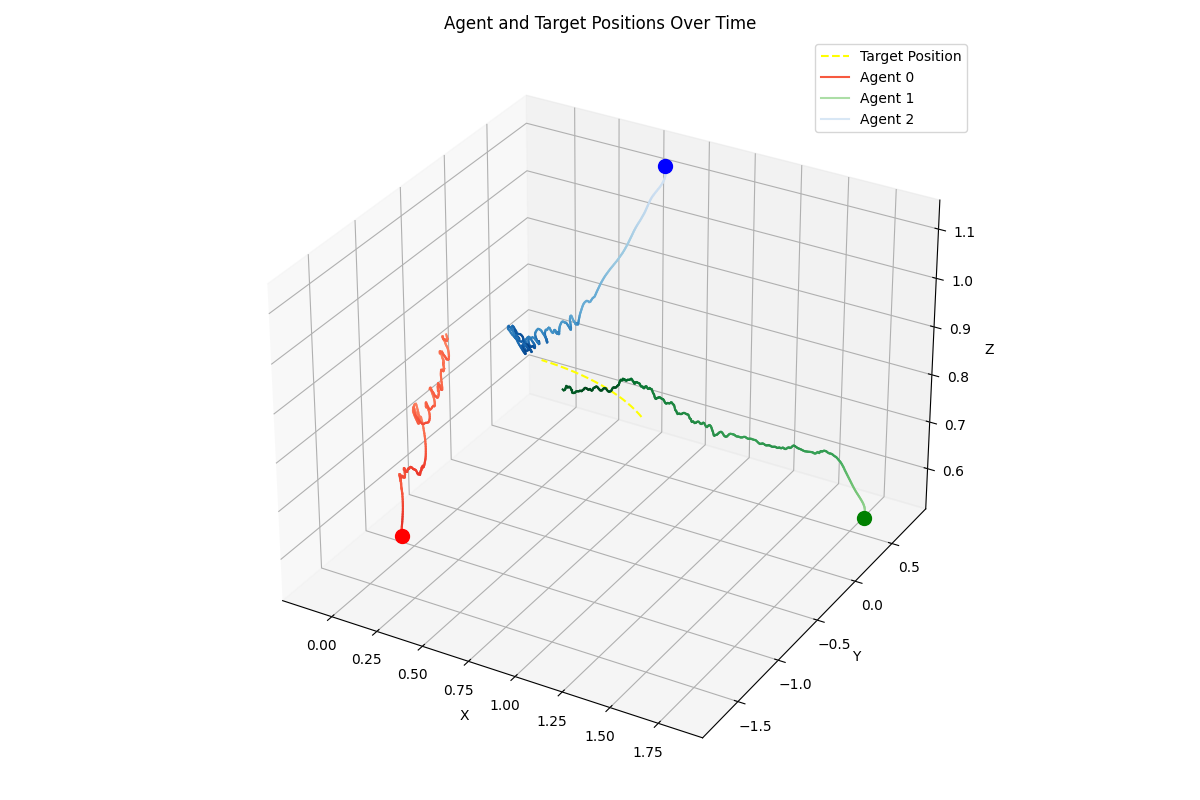 Agent and Target Positions Over Time
Target Position
Agent 0
Agent 1
Agent 2
1.1
1.0
0.9
0.8
0.7
0.6
Z
0.5
0.0
−0.5
−1.0
−1.5
Y
0.00
0.25
0.50
0.75
1.00
1.25
1.50
1.75
X